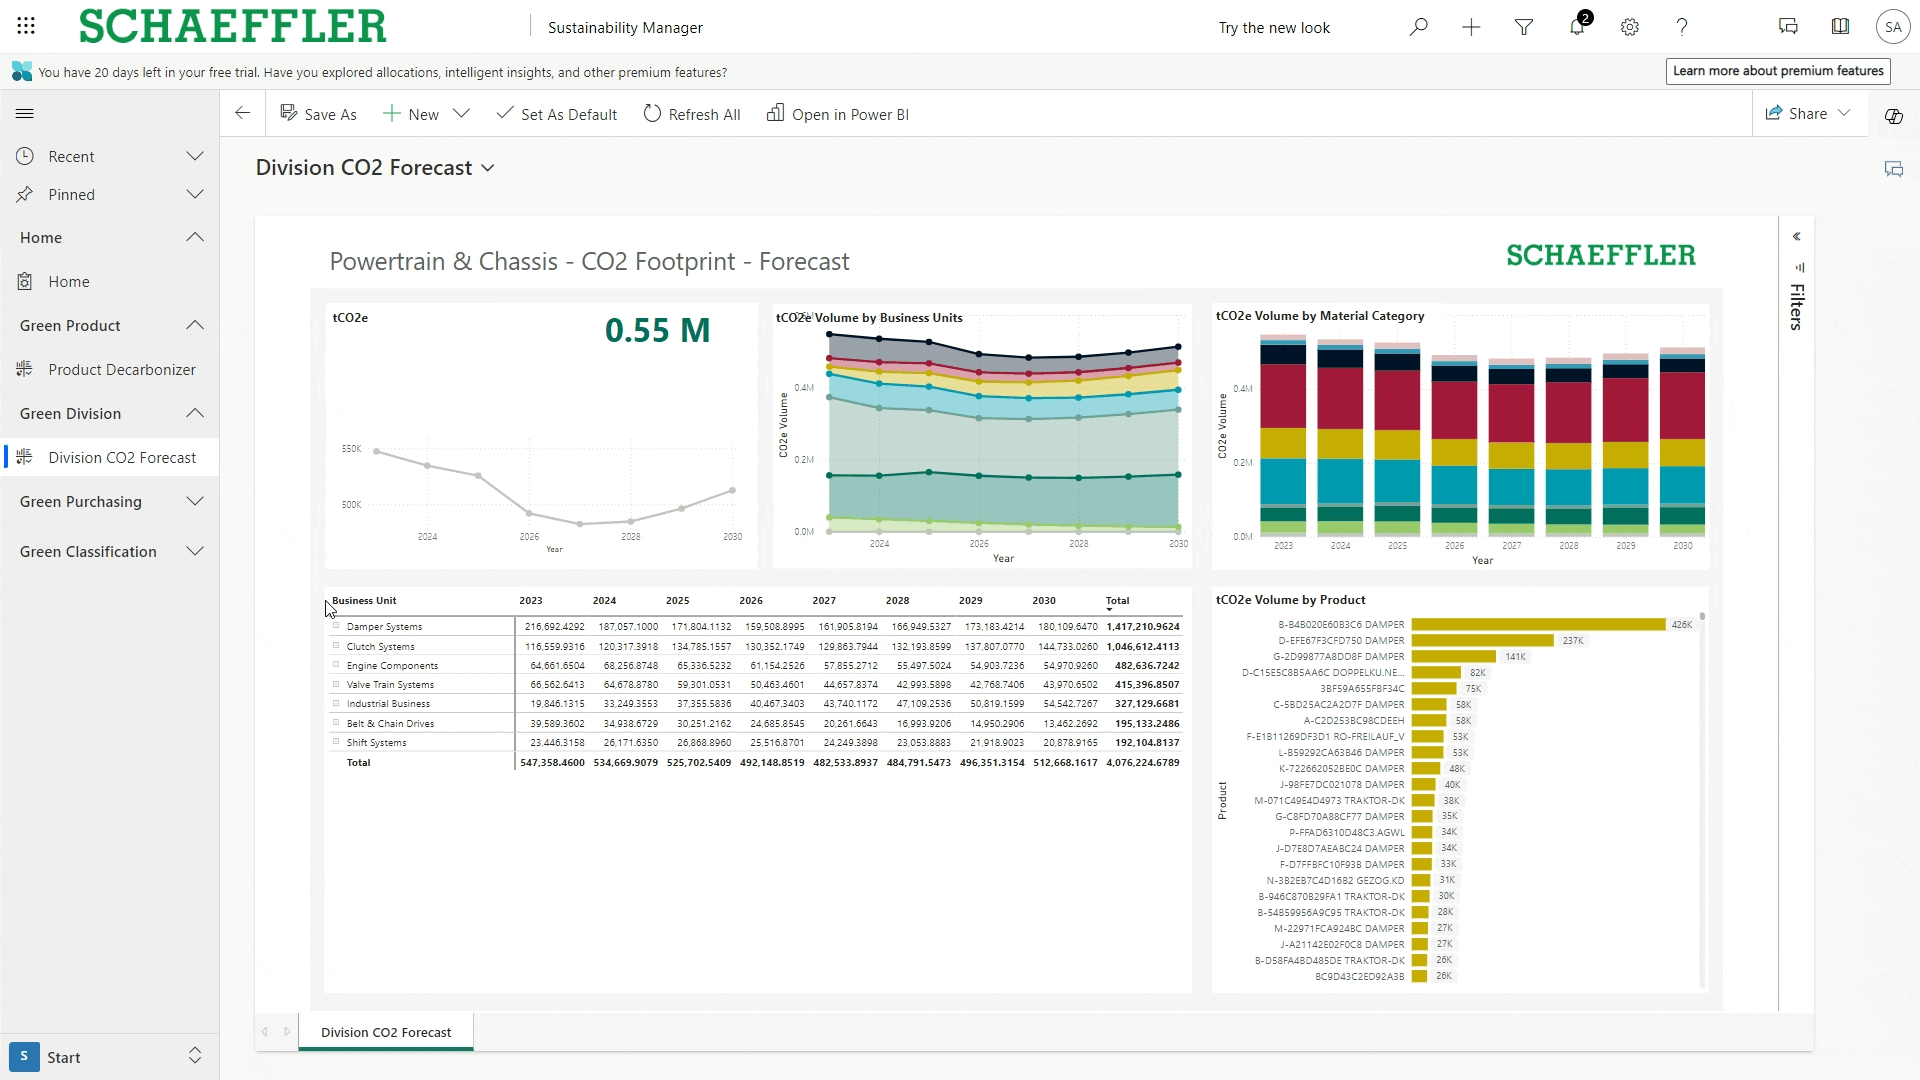 SCHAEFFLER
Sustainability Manager
Try the new look
2
SA
You have 20 days left in your free trial. Have you explored allocations, intelligent insights, and other premium features?
Learn more about premium features
Save As
New
Set As Default
Refresh All
Open in Power BI
Share
Recent
Pinned
Home
Home
Green Product
Product Decarbonizer
Green Division
Division CO2 Forecast
Green Purchasing
Green Classification
S Start
Division CO2 Forecast
Powertrain & Chassis - CO2 Footprint - Forecast
SCHAEFFLER
Filters
tCO2e
0.55 M
550K
500K
2024 2026 2028 2030
Year
tCO2e Volume by Business Units
CO2e Volume
0.4M
0.2M
0.0M
2024 2026 2028 2030
Year
tCO2e Volume by Material Category
CO2e Volume
0.4M
0.2M
0.0M
2023 2024 2025 2026 2027 2028 2029 2030
Year
Business Unit 2023 2024 2025 2026 2027 2028 2029 2030 Total
Damper Systems 216,692.4292 187,057.1000 171,804.1132 159,508.8995 161,905.8194 166,949.5327 173,183.4214 180,109.6470 1,417,210.9624
Clutch Systems 116,559.9316 120,317.3918 134,785.1557 130,352.1749 129,863.7944 132,193.8599 137,807.0770 144,733.0260 1,046,612.4113
Engine Components 64,661.6504 68,256.8748 65,336.5232 61,154.2526 57,855.2712 55,497.5024 54,903.7236 54,970.9260 482,636.7242
Valve Train Systems 66,562.6413 64,678.8780 59,301.0531 50,463.4601 44,657.8374 42,993.5898 42,768.7406 43,970.6502 415,396.8507
Industrial Business 19,846.1315 33,249.3553 37,355.5836 40,467.3403 43,740.1172 47,109.2536 50,819.1599 54,542.7267 327,129.6681
Belt & Chain Drives 39,589.3602 34,938.6729 30,251.2162 24,685.8545 20,261.6643 16,993.9206 14,950.2906 13,462.2692 195,133.2486
Shift Systems 23,446.3158 26,171.6350 26,868.8960 25,516.8701 24,249.3898 23,053.8883 21,918.9023 20,878.9165 192,104.8137
Total 547,358.4600 534,669.9079 525,702.5409 492,148.8519 482,533.8937 484,791.5473 496,351.3154 512,668.1617 4,076,224.6789
tCO2e Volume by Product
Product
B-B4B020E60B3C6 DAMPER 426K
D-EFE67F3CFD750 DAMPER 237K
G-2D99877A8DD8F DAMPER 141K
D-C15E5C8B5AA6C DOPPELKU.NE... 82K
3BF59A655FBF34C 75K
C-5BD25AC2A2D7F DAMPER 58K
A-C2D253BC98CDEEH 58K
F-E1B11269DF3D1 RO-FREILAUF_V 53K
L-B59292CA63B46 DAMPER 53K
K-722662052BE0C DAMPER 48K
J-98FE7DC021078 DAMPER 40K
M-071C49E4D4973 TRAKTOR-DK 38K
G-C8FD70A88CF77 DAMPER 35K
P-FFAD6310D48C3.AGWL 34K
J-D7E8D7AEABC24 DAMPER 34K
F-D7FFBFC10F93B DAMPER 33K
N-3B2EB7C4D16B2 GEZOG.KD 31K
B-946C870B29FA1 TRAKTOR-DK 30K
B-54B59956A9C95 TRAKTOR-DK 28K
M-22971FCA924BC DAMPER 27K
J-A21142E02F0C8 DAMPER 27K
B-D58FA4BD485DE TRAKTOR-DK 26K
BC9D43C2ED92A3B 26K
Division CO2 Forecast